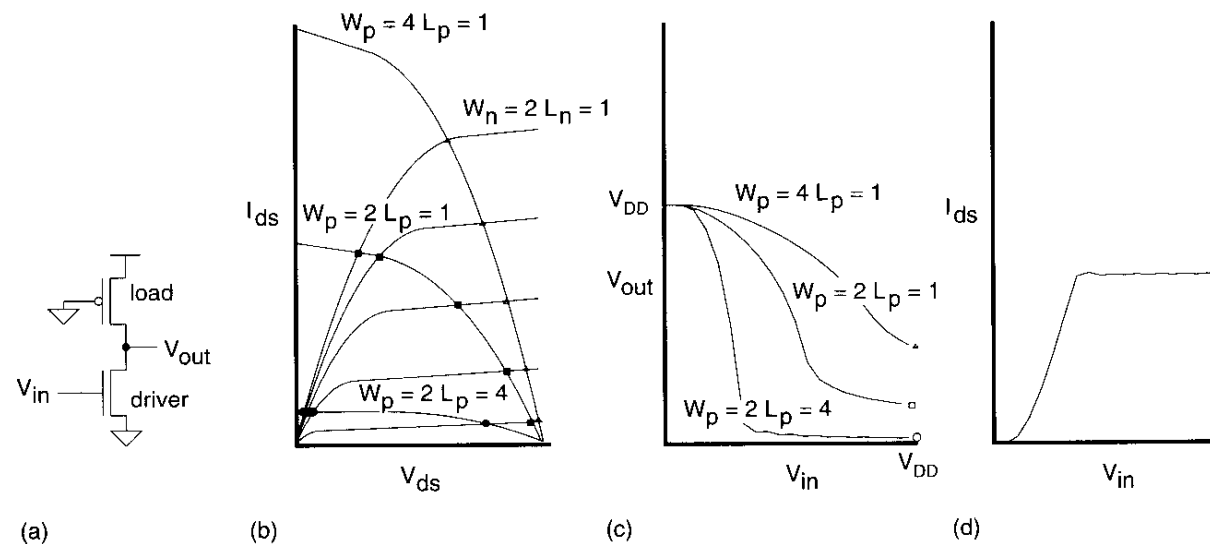 load
V_out
V_in
driver
(a)
W_p = 4 L_p = 1
W_n = 2 L_n = 1
I_ds
W_p = 2 L_p = 1
W_p = 2 L_p = 4
V_ds
(b)
V_DD
W_p = 4 L_p = 1
V_out
W_p = 2 L_p = 1
W_p = 2 L_p = 4
V_in
V_DD
(c)
I_ds
V_in
(d)